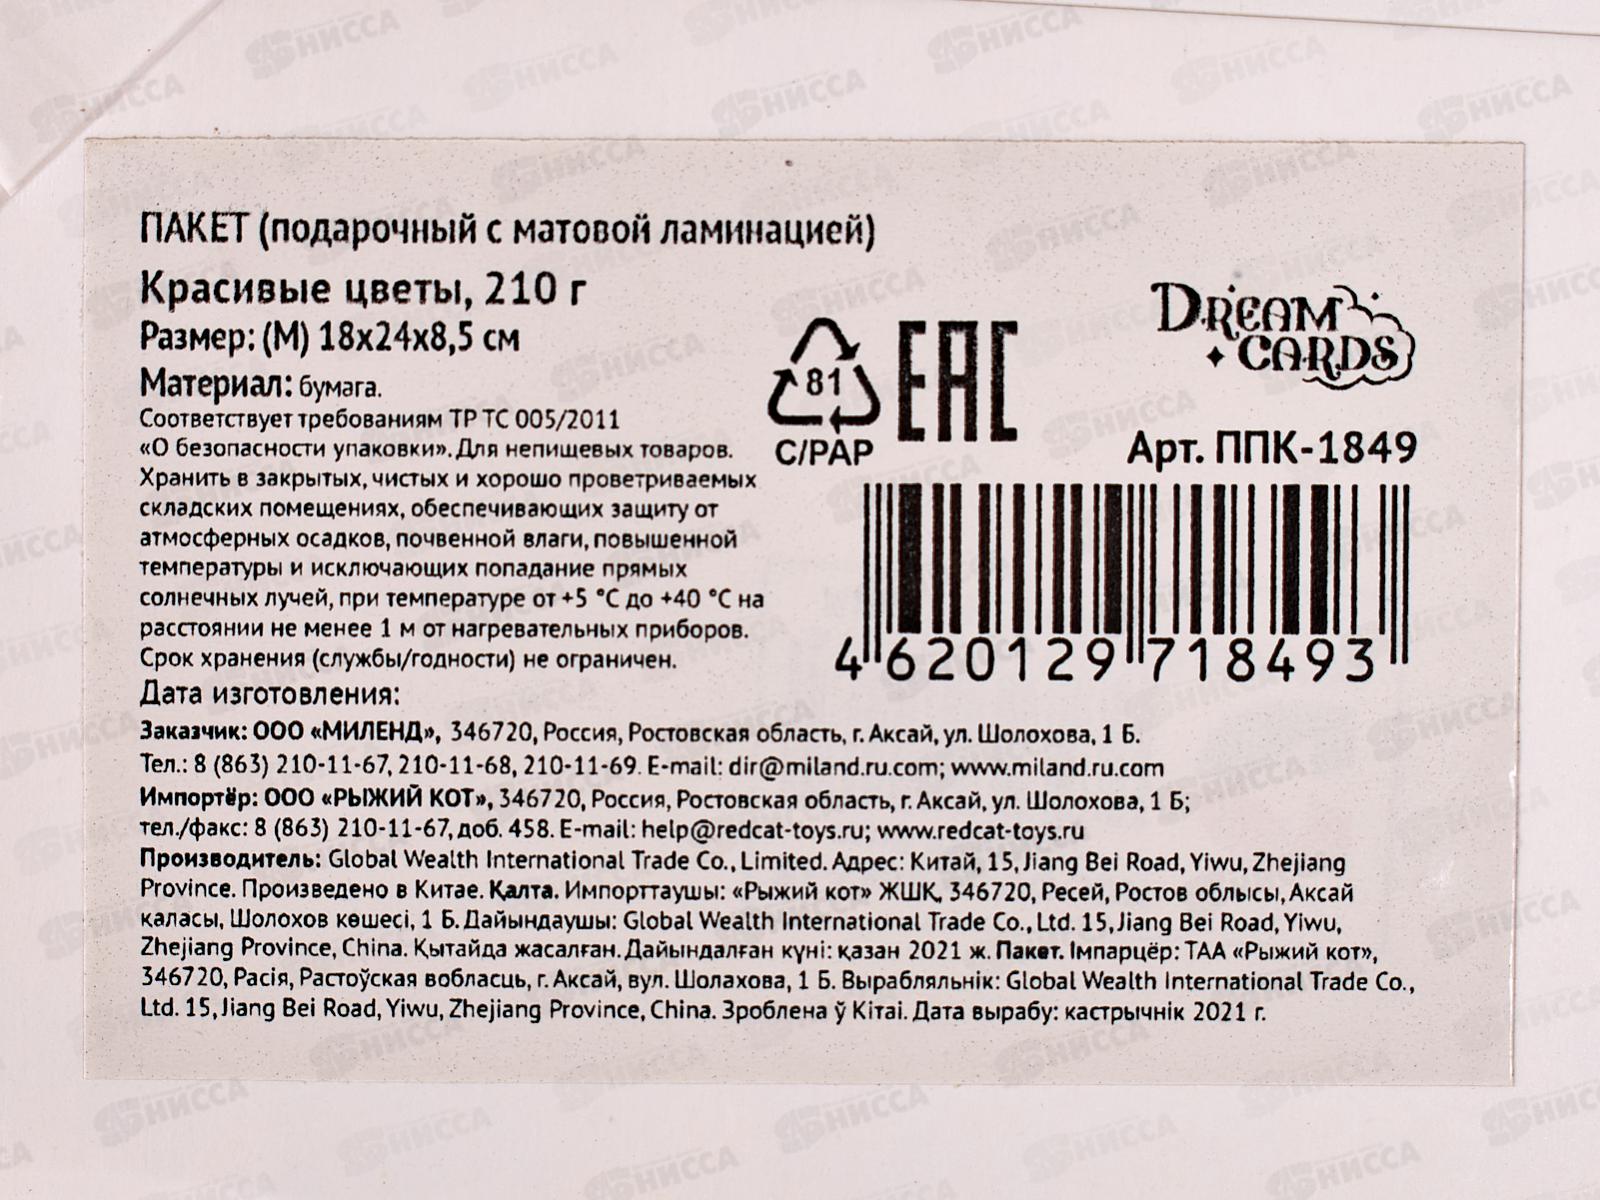 ПАКЕТ (подарочный с матовой ламинацией)
Красивые цветы, 210 г
Размер: (М) 18х24х8,5 см
Материал: бумага.
Соответствует требованиям ТР ТС 005/2011
«О безопасности упаковки». Для непищевых товаров.
Хранить в закрытых, чистых и хорошо проветриваемых
складских помещениях, обеспечивающих защиту от
атмосферных осадков, почвенной влаги, повышенной
температуры и исключающих попадание прямых
солнечных лучей, при температуре от +5 °С до +40 °С на
расстоянии не менее 1 м от нагревательных приборов.
Срок хранения (службы/годности) не ограничен.
Дата изготовления:
81
C/PAP
EAC
DREAM
CARDS
Арт. ППК-1849
4 620129 718493
Заказчик: ООО «МИЛЕНД», 346720, Россия, Ростовская область, г. Аксай, ул. Шолохова, 1 Б.
Тел.: 8 (863) 210-11-67, 210-11-68, 210-11-69. E-mail: dir@miland.ru.com; www.miland.ru.com
Импортёр: ООО «РЫЖИЙ КОТ», 346720, Россия, Ростовская область, г. Аксай, ул. Шолохова, 1 Б;
тел./факс: 8 (863) 210-11-67, доб. 458. E-mail: help@redcat-toys.ru; www.redcat-toys.ru
Производитель: Global Wealth International Trade Co., Limited. Адрес: Китай, 15, Jiang Bei Road, Yiwu, Zhejiang
Province. Произведено в Китае. Қалта. Импорттаушы: «Рыжий кот» ЖШҚ, 346720, Ресей, Ростов облысы, Аксай
қаласы, Шолохов көшесі, 1 Б. Дайындаушы: Global Wealth International Trade Co., Ltd. 15, Jiang Bei Road, Yiwu,
Zhejiang Province, China. Қытайда жасалған. Дайындалған күні: қазан 2021 ж. Пакет. Імпарцёр: ТАА «Рыжий кот»,
346720, Расія, Растоўская вобласць, г. Аксай, вул. Шолахова, 1 Б. Вырабляльнік: Global Wealth International Trade Co.,
Ltd. 15, Jiang Bei Road, Yiwu, Zhejiang Province, China. Зроблена ў Кітаі. Дата вырабу: кастрычнік 2021 г.
НИССА